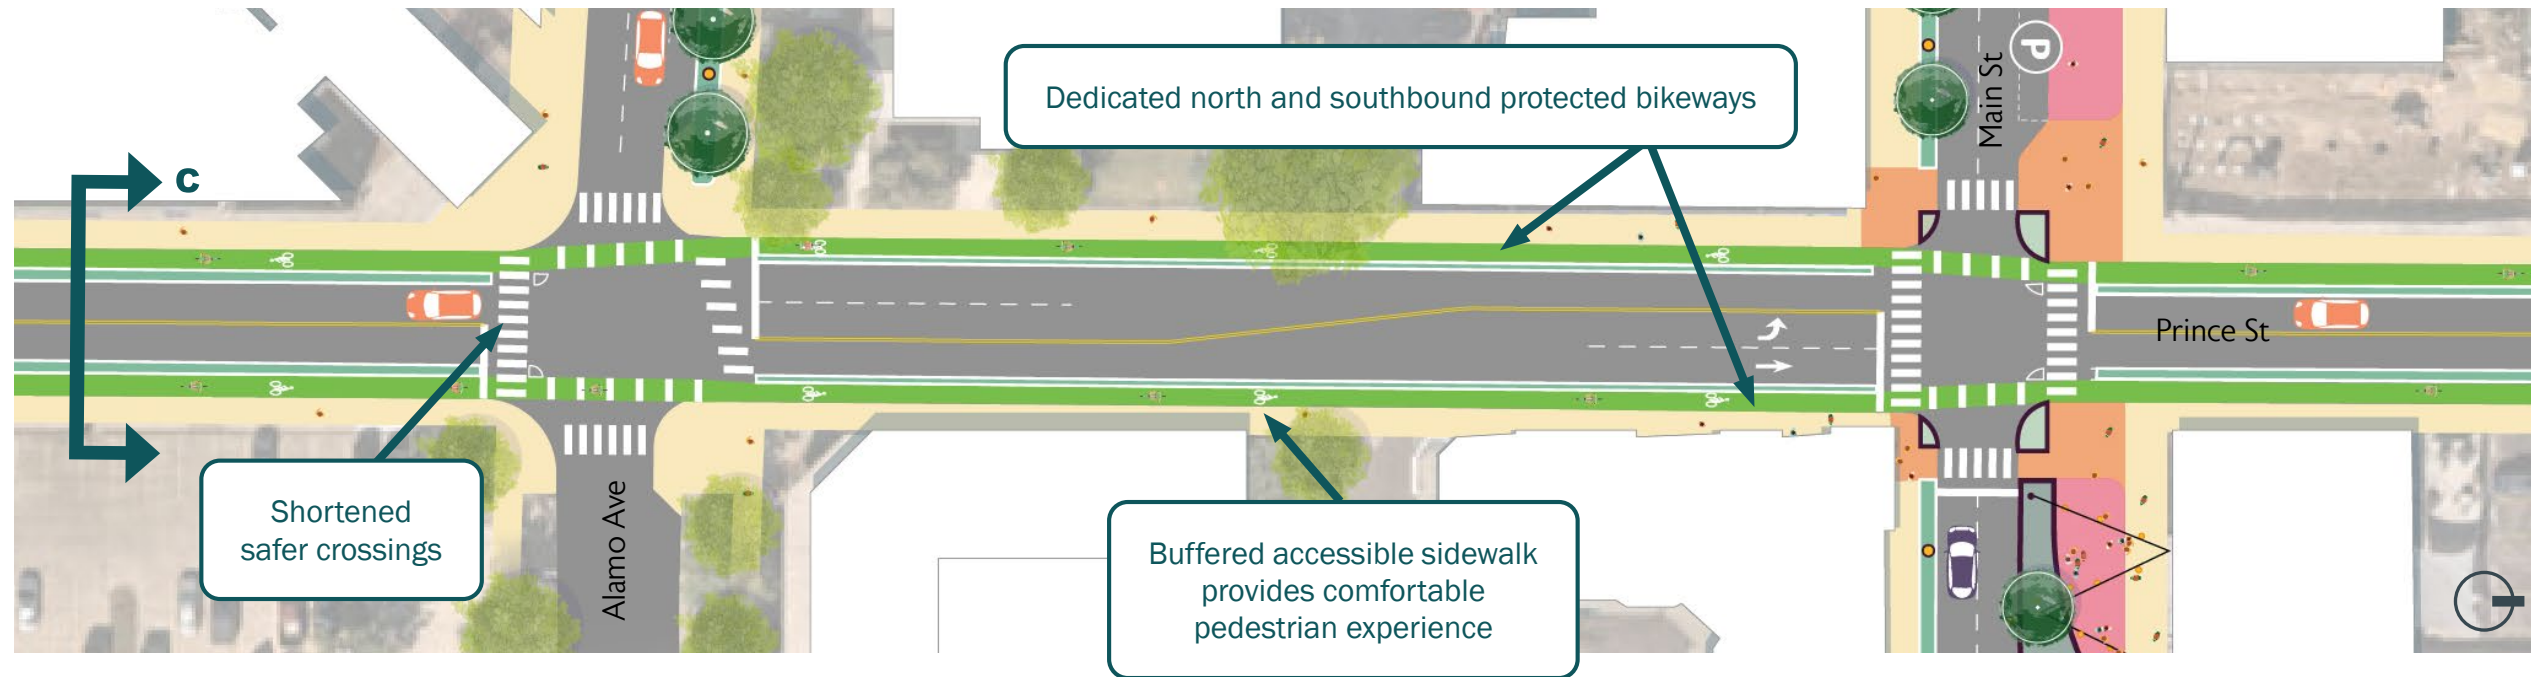 Dedicated north and southbound protected bikeways
P
Main St
C
Prince St
Shortened
safer crossings
Alamo Ave
Buffered accessible sidewalk
provides comfortable
pedestrian experience